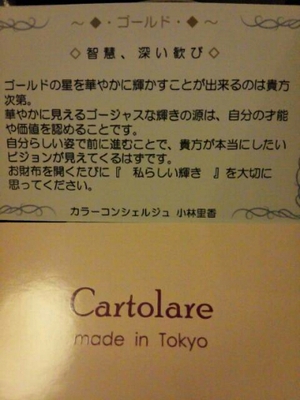 ～◆・ゴールド・◆～
◇智慧、深い歓び◇
ゴールドの星を華やかに輝かすことが出来るのは貴方
次第。
華やかに見えるゴージャスな輝きの源は、自分の才能
や価値を認めることです。
自分らしい姿で前に進むことで、貴方が本当にしたい
ビジョンが見えてくるはずです。
お財布を開くたびに『　私らしい輝き　』を大切に
思ってください。
カラーコンシェルジュ 小林里香
Cartolare
made in Tokyo